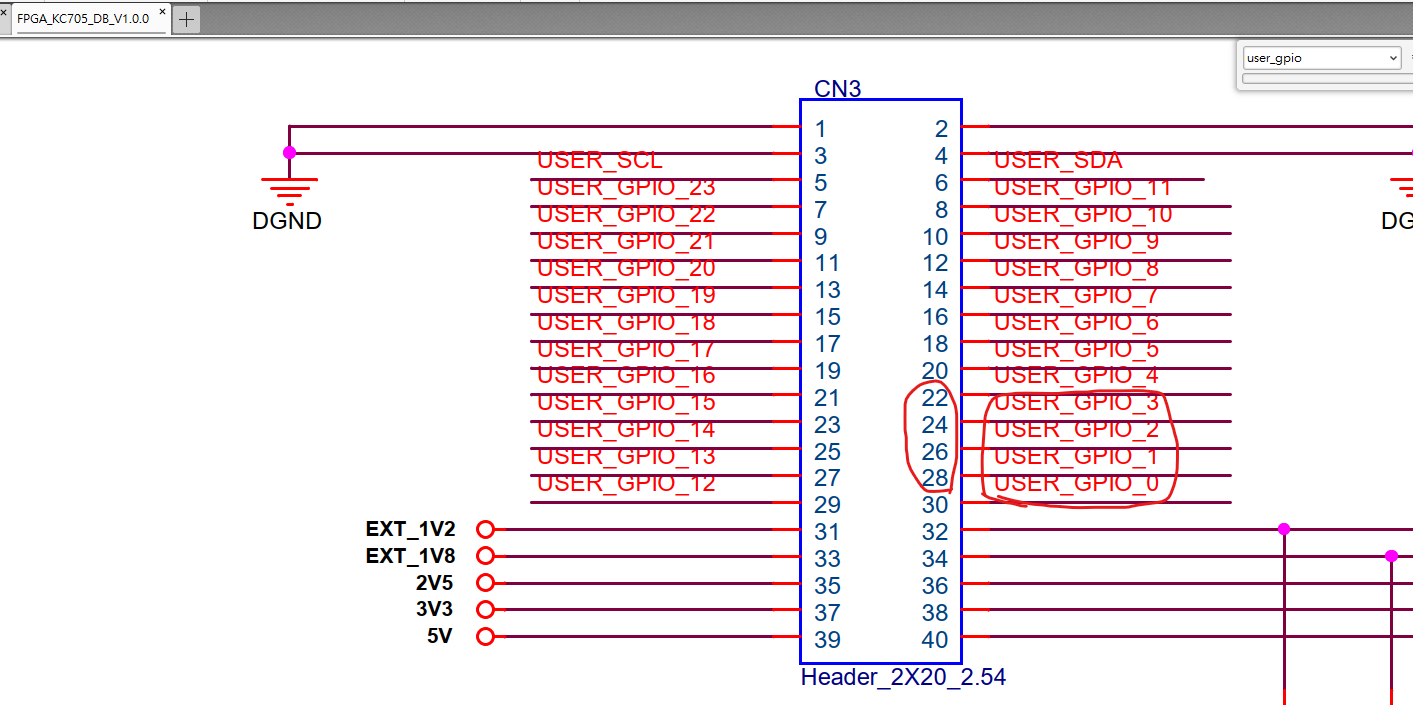 FPGA_KC705_DB_V1.0.0
user_gpio
CN3
1 2
3 4
USER_SCL USER_SDA
5 6
USER_GPIO_23 USER_GPIO_11
7 8
USER_GPIO_22 USER_GPIO_10
9 10
USER_GPIO_21 USER_GPIO_9
11 12
USER_GPIO_20 USER_GPIO_8
13 14
USER_GPIO_19 USER_GPIO_7
15 16
USER_GPIO_18 USER_GPIO_6
17 18
USER_GPIO_17 USER_GPIO_5
19 20
USER_GPIO_16 USER_GPIO_4
21 22
USER_GPIO_15 USER_GPIO_3
23 24
USER_GPIO_14 USER_GPIO_2
25 26
USER_GPIO_13 USER_GPIO_1
27 28
USER_GPIO_12 USER_GPIO_0
29 30
EXT_1V2 31 32
EXT_1V8 33 34
2V5 35 36
3V3 37 38
5V 39 40
Header_2X20_2.54
DGND
DG